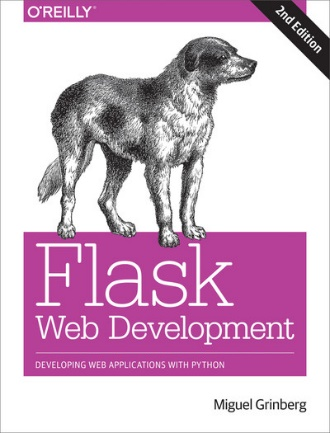 O'REILLY®
2nd Edition
Flask
Web Development
DEVELOPING WEB APPLICATIONS WITH PYTHON
Miguel Grinberg